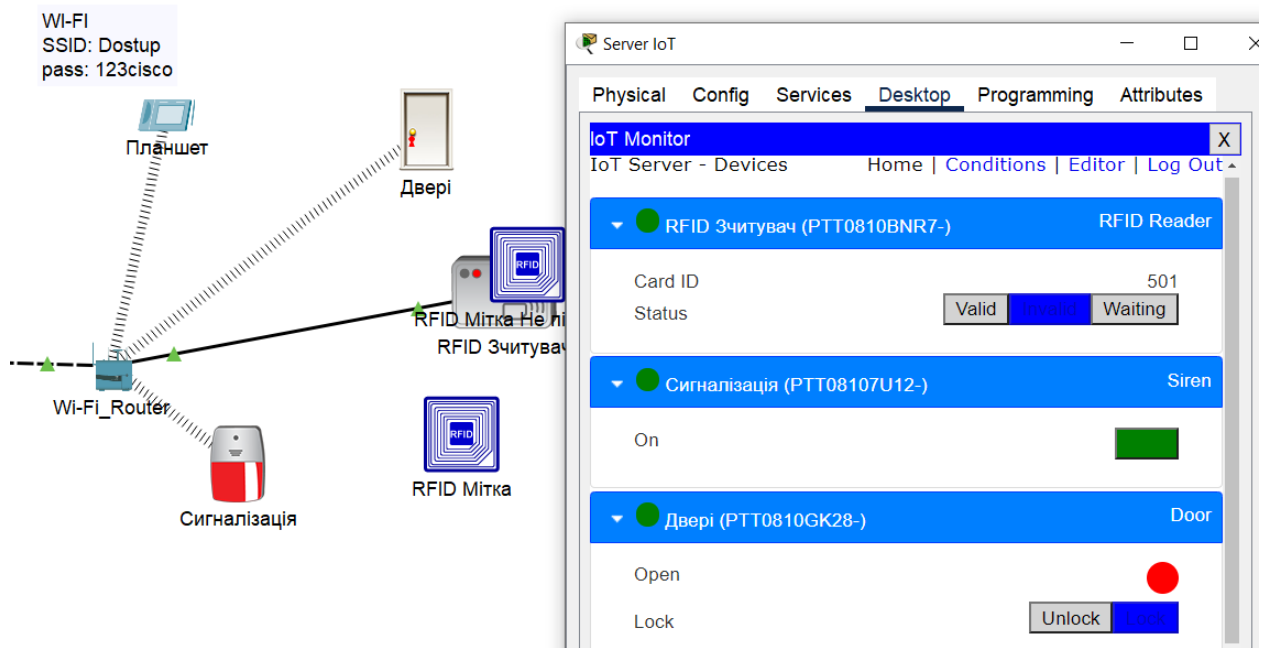 WI-FI
SSID: Dostup
pass: 123cisco
Планшет
Двері
RFID
RFID Мітка Не лі
RFID Зчитувач
Wi-Fi_Router
RFID
RFID Мітка
Сигналізація
Server IoT
Physical Config Services Desktop Programming Attributes
IoT Monitor X
IoT Server - Devices Home | Conditions | Editor | Log Out
RFID Зчитувач (PTT0810BNR7-) RFID Reader
Card ID 501
Status Valid Invalid Waiting
Сигналізація (PTT08107U12-) Siren
On
Двері (PTT0810GK28-) Door
Open
Lock Unlock Lock